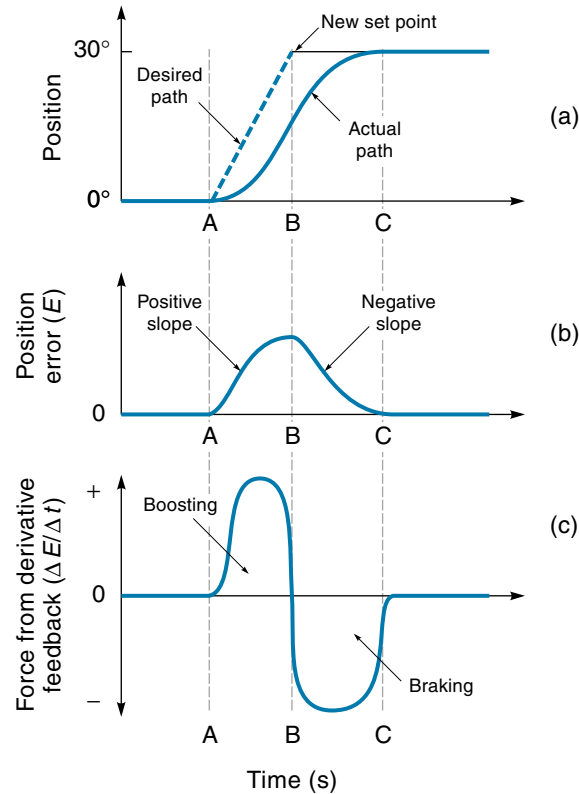 New set point
30°
Desired
path
Position
Actual
path
(a)
0°
A
B
C
Position
error (E)
Positive
slope
Negative
slope
(b)
0
A
B
C
Force from derivative
feedback (ΔE/Δt)
+
Boosting
(c)
0
Braking
−
A
B
C
Time (s)